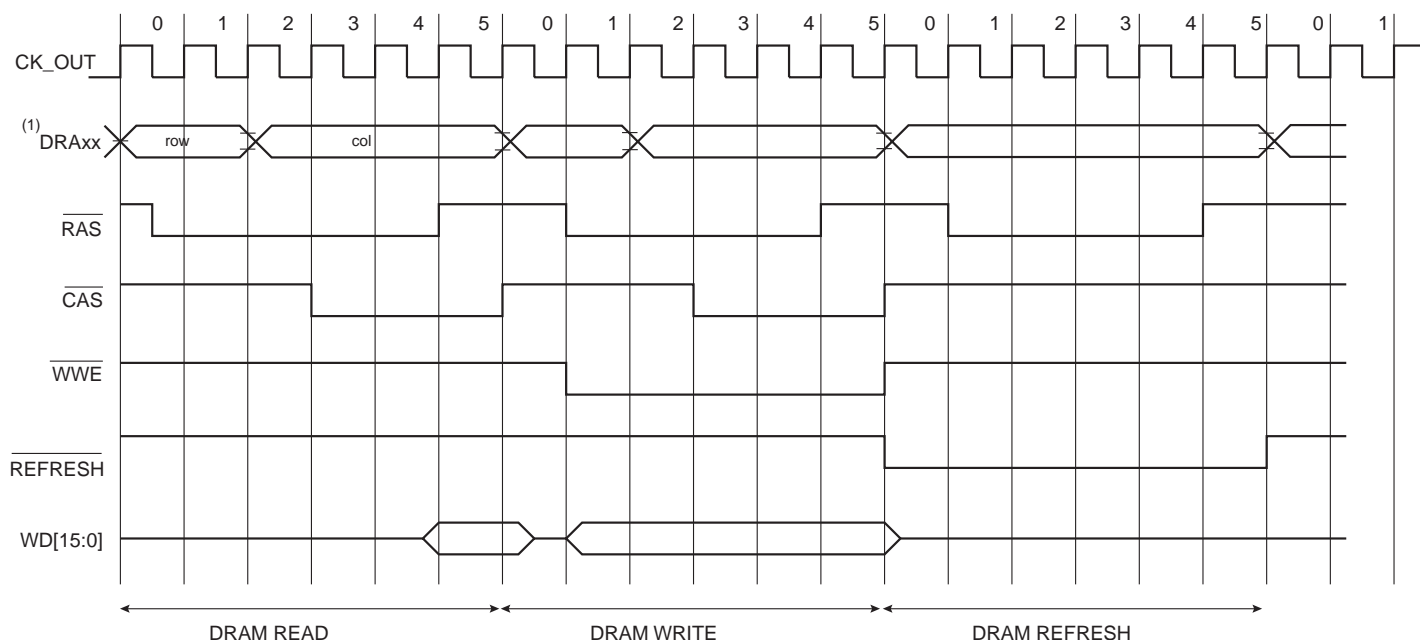 0 1 2 3 4 5 0 1 2 3 4 5 0 1 2 3 4 5 0 1
CK_OUT
(1) DRAxx row col
RAS
CAS
WWE
REFRESH
WD[15:0]
DRAM READ DRAM WRITE DRAM REFRESH